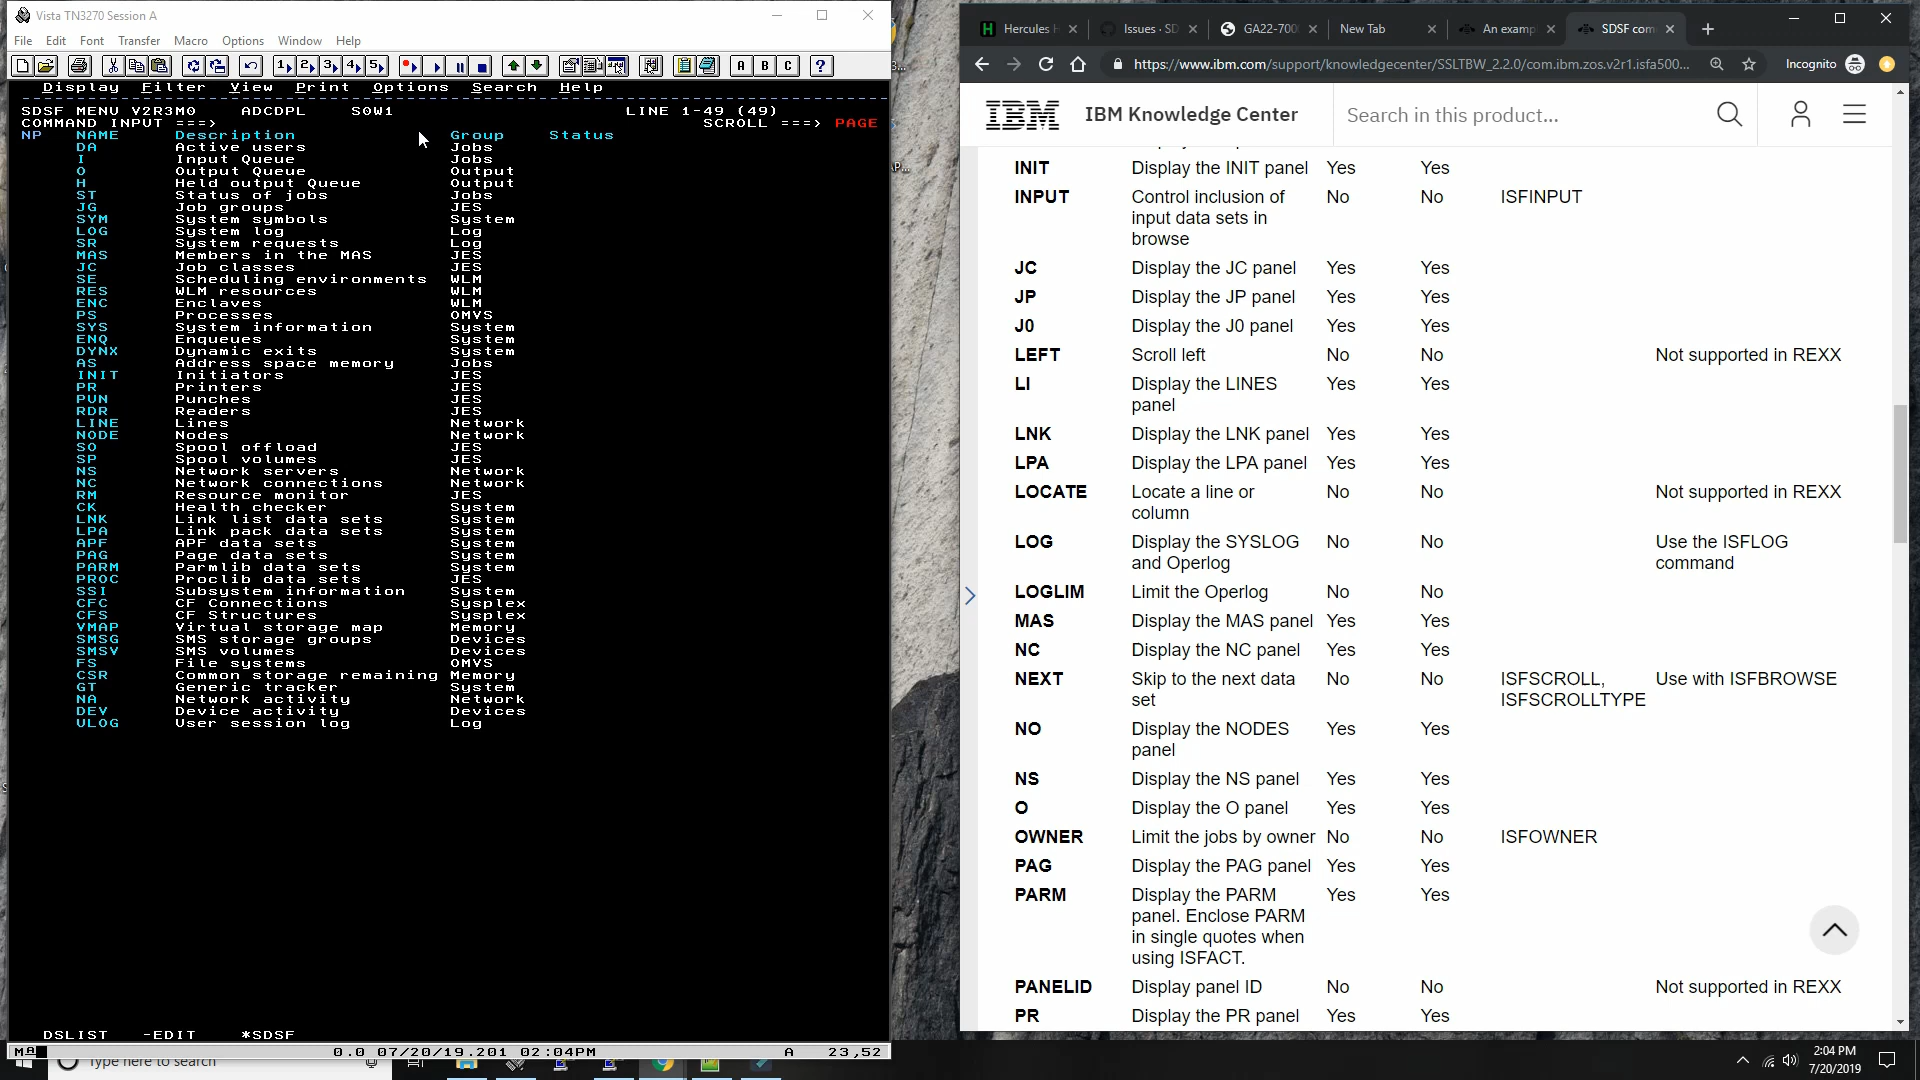 Vista TN3270 Session A
File Edit Font Transfer Macro Options Window Help
1 2 3 4 5 A B C ?
Display Filter View Print Options Search Help
SDSF MENU V2R3M0 ADCDPL S0W1 LINE 1-49 (49)
COMMAND INPUT ===> SCROLL ===> PAGE
NP NAME Description Group Status
DA Active users Jobs
I Input Queue Jobs
O Output Queue Output
H Held output Queue Output
ST Status of jobs Jobs
JG Job groups JES
SYM System symbols System
LOG System log Log
SR System requests Log
MAS Members in the MAS JES
JC Job classes JES
SE Scheduling environments WLM
RES WLM resources WLM
ENC Enclaves WLM
PS Processes OMVS
SYS System information System
ENQ Enqueues System
DYNX Dynamic exits System
AS Address space memory Jobs
INIT Initiators JES
PR Printers JES
PUN Punches JES
RDR Readers JES
LINE Lines Network
NODE Nodes Network
SO Spool offload JES
SP Spool volumes JES
NS Network servers Network
NC Network connections Network
RM Resource monitor JES
CK Health checker System
LNK Link list data sets System
LPA Link pack data sets System
APF APF data sets System
PAG Page data sets System
PARM Parmlib data sets System
PROC Proclib data sets JES
SSI Subsystem information System
CFC CF Connections Sysplex
CFS CF Structures Sysplex
VMAP Virtual storage map Memory
SMSG SMS storage groups Devices
SMSV SMS volumes Devices
FS File systems OMVS
CSR Common storage remaining Memory
GT Generic tracker System
NA Network activity Network
DEV Device activity Devices
ULOG User session log Log
DSLIST -EDIT *SDSF
0.0 07/20/19.201 02:04PM A 23,52
Type here to search
Hercules Issues · SD GA22-700 New Tab An examp SDSF com
https://www.ibm.com/support/knowledgecenter/SSLTBW_2.2.0/com.ibm.zos.v2r1.isfa500... Incognito
IBM IBM Knowledge Center Search in this product...
INIT Display the INIT panel Yes Yes
INPUT Control inclusion of No No ISFINPUT
input data sets in
browse
JC Display the JC panel Yes Yes
JP Display the JP panel Yes Yes
J0 Display the J0 panel Yes Yes
LEFT Scroll left No No Not supported in REXX
LI Display the LINES Yes Yes
panel
LNK Display the LNK panel Yes Yes
LPA Display the LPA panel Yes Yes
LOCATE Locate a line or No No Not supported in REXX
column
LOG Display the SYSLOG No No Use the ISFLOG
and Operlog command
LOGLIM Limit the Operlog No No
MAS Display the MAS panel Yes Yes
NC Display the NC panel Yes Yes
NEXT Skip to the next data No No ISFSCROLL, Use with ISFBROWSE
set ISFSCROLLTYPE
NO Display the NODES Yes Yes
panel
NS Display the NS panel Yes Yes
O Display the O panel Yes Yes
OWNER Limit the jobs by owner No No ISFOWNER
PAG Display the PAG panel Yes Yes
PARM Display the PARM Yes Yes
panel. Enclose PARM
in single quotes when
using ISFACT.
PANELID Display panel ID No No Not supported in REXX
PR Display the PR panel Yes Yes
2:04 PM
7/20/2019